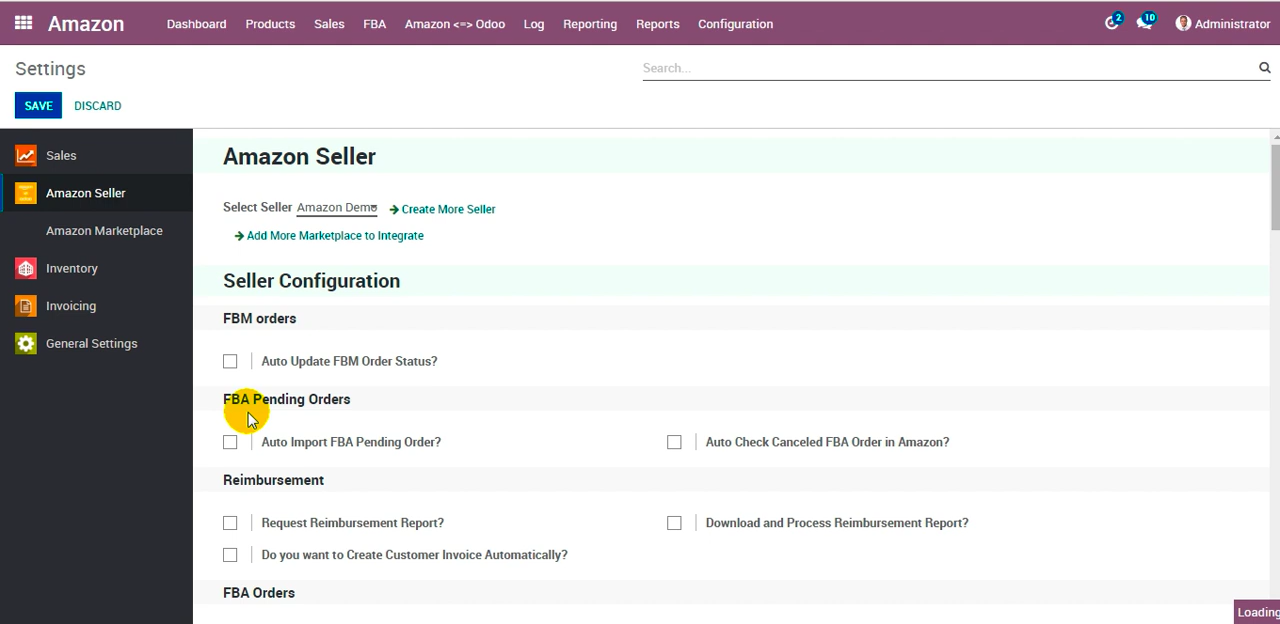 Amazon Dashboard Products Sales FBA Amazon <=> Odoo Log Reporting Reports Configuration 2 10 Administrator
Settings Search...
SAVE DISCARD
Sales
Amazon Seller
Amazon Marketplace
Inventory
Invoicing
General Settings
Amazon Seller
Select Seller Amazon Demo Create More Seller
Add More Marketplace to Integrate
Seller Configuration
FBM orders
Auto Update FBM Order Status?
FBA Pending Orders
Auto Import FBA Pending Order? Auto Check Canceled FBA Order in Amazon?
Reimbursement
Request Reimbursement Report? Download and Process Reimbursement Report?
Do you want to Create Customer Invoice Automatically?
FBA Orders
Loading